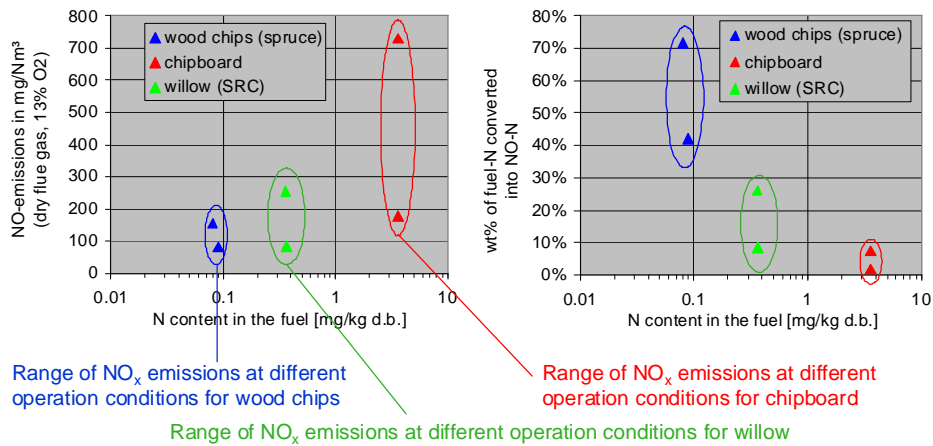 NO-emissions in mg/Nm³
(dry flue gas, 13% O2)
800
700
600
500
400
300
200
100
0
wood chips (spruce)
chipboard
willow (SRC)
0.01
0.1
1
10
N content in the fuel [mg/kg d.b.]
wt% of fuel-N converted
into NO-N
80%
70%
60%
50%
40%
30%
20%
10%
0%
wood chips (spruce)
chipboard
willow (SRC)
0.01
0.1
1
10
N content in the fuel [mg/kg d.b.]
Range of NOx emissions at different
operation conditions for wood chips
Range of NOx emissions at different
operation conditions for chipboard
Range of NOx emissions at different operation conditions for willow